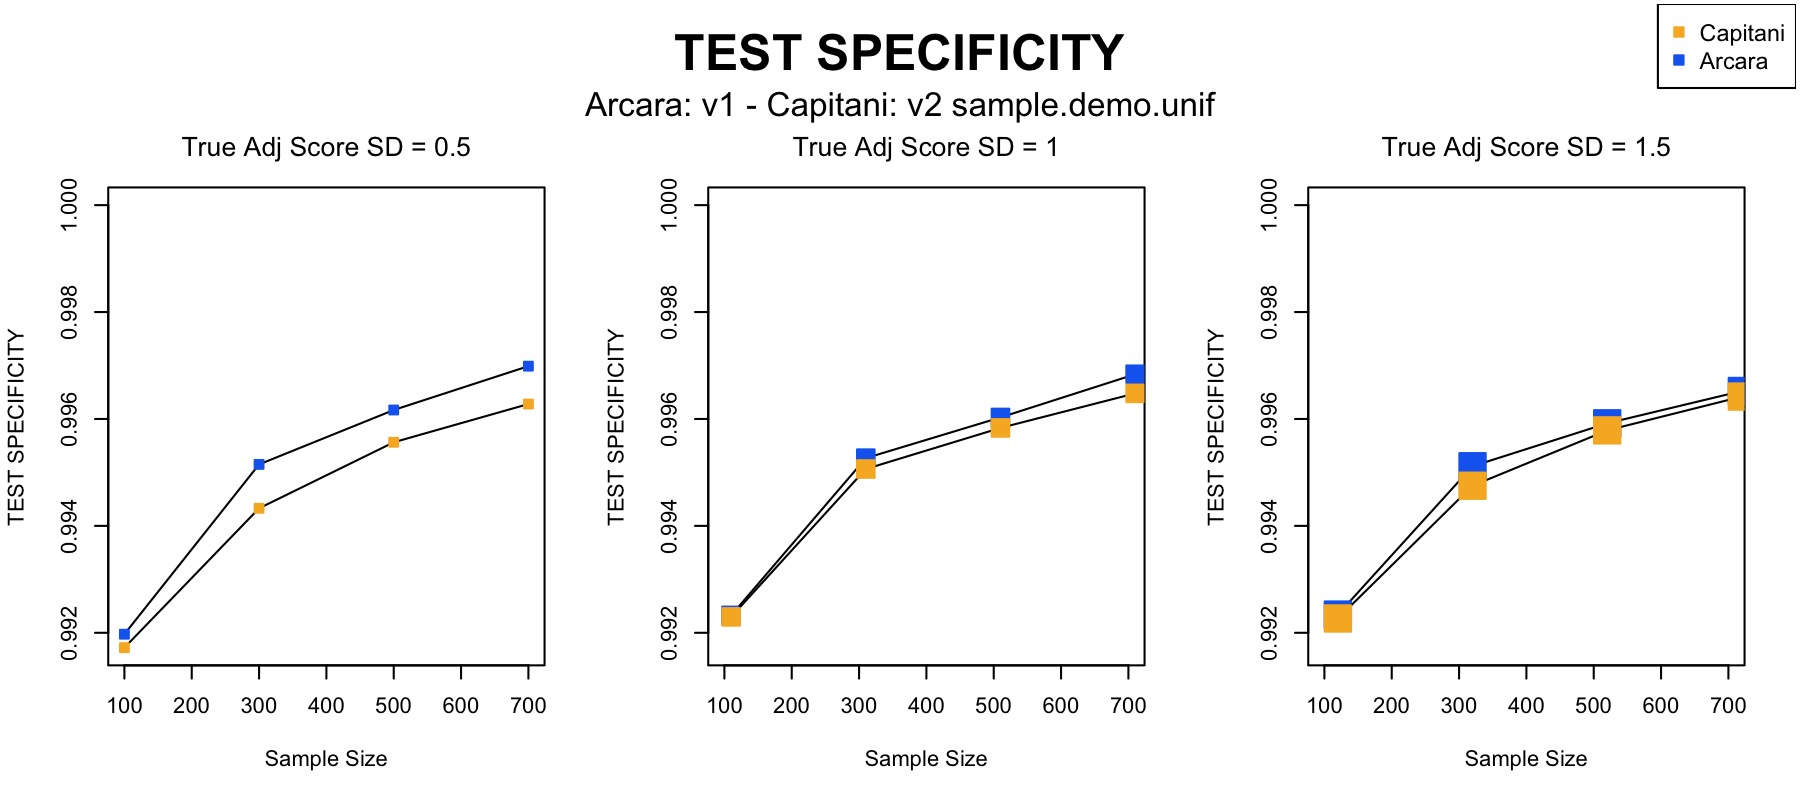 TEST SPECIFICITY
Arcara: v1 - Capitani: v2 sample.demo.unif
Capitani
Arcara
True Adj Score SD = 0.5
TEST SPECIFICITY
1.000
0.998
0.996
0.994
0.992
100 200 300 400 500 600 700
Sample Size
True Adj Score SD = 1
TEST SPECIFICITY
1.000
0.998
0.996
0.994
0.992
100 200 300 400 500 600 700
Sample Size
True Adj Score SD = 1.5
TEST SPECIFICITY
1.000
0.998
0.996
0.994
0.992
100 200 300 400 500 600 700
Sample Size